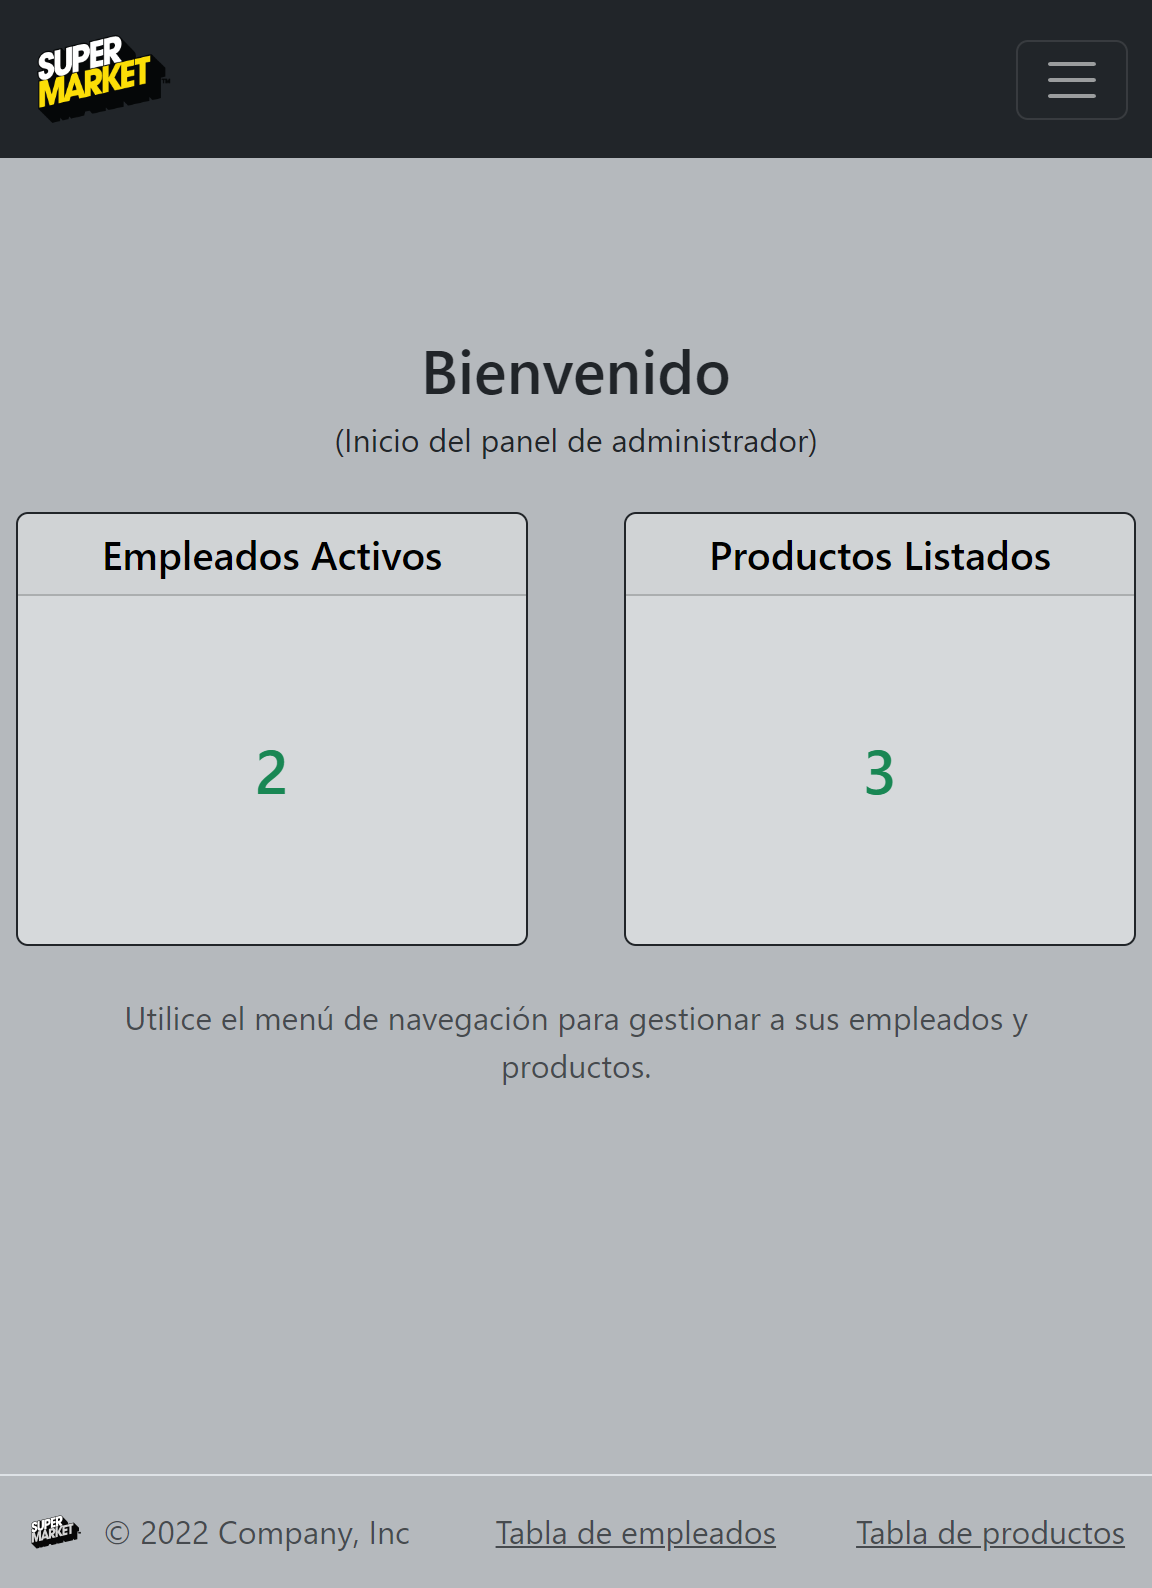 SUPER
MARKET™
Bienvenido
(Inicio del panel de administrador)
Empleados Activos
Productos Listados
2
3
Utilice el menú de navegación para gestionar a sus empleados y
productos.
SUPER
MARKET
© 2022 Company, Inc
Tabla de empleados
Tabla de productos